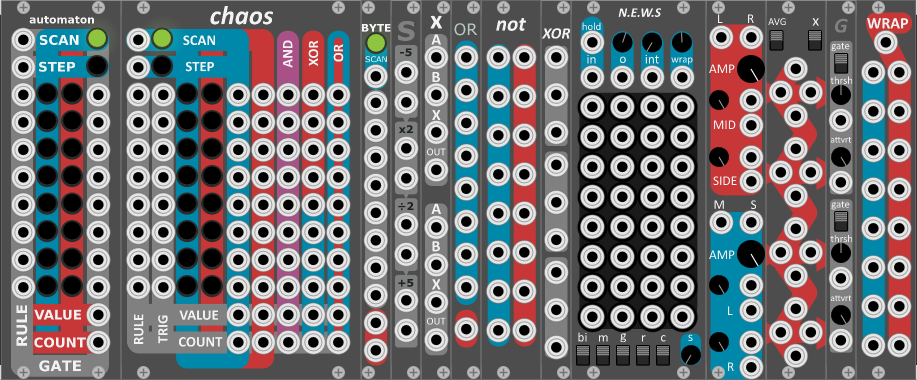 automaton
SCAN
STEP
RULE
VALUE
COUNT
GATE
chaos
SCAN
STEP
AND
XOR
OR
RULE
TRIG
VALUE
COUNT
BYTE
SCAN
S
-5
x2
÷2
+5
X
A
B
X
OUT
A
B
X
OUT
OR
not
XOR
N.E.W.S
hold
in
o
int
wrap
bi
m
g
r
c
s
L
R
AMP
MID
SIDE
M
S
AMP
L
R
AVG
X
G
gate
thrsh
attvrt
gate
thrsh
attvrt
WRAP